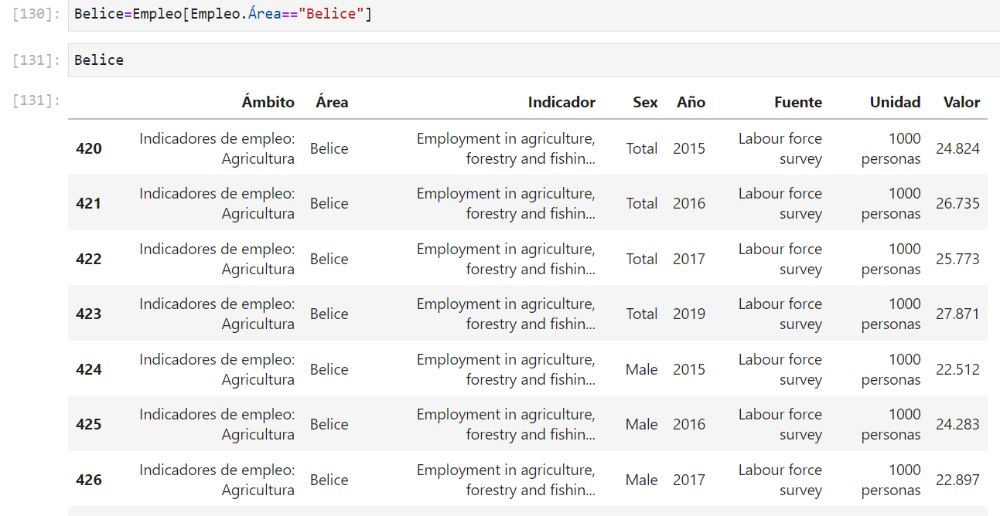 [130]: Belice=Empleo[Empleo.Área=="Belice"]
[131]: Belice
[131]:
Ámbito Área Indicador Sex Año Fuente Unidad Valor
420 Indicadores de empleo: Agricultura Belice Employment in agriculture, forestry and fishin... Total 2015 Labour force survey 1000 personas 24.824
421 Indicadores de empleo: Agricultura Belice Employment in agriculture, forestry and fishin... Total 2016 Labour force survey 1000 personas 26.735
422 Indicadores de empleo: Agricultura Belice Employment in agriculture, forestry and fishin... Total 2017 Labour force survey 1000 personas 25.773
423 Indicadores de empleo: Agricultura Belice Employment in agriculture, forestry and fishin... Total 2019 Labour force survey 1000 personas 27.871
424 Indicadores de empleo: Agricultura Belice Employment in agriculture, forestry and fishin... Male 2015 Labour force survey 1000 personas 22.512
425 Indicadores de empleo: Agricultura Belice Employment in agriculture, forestry and fishin... Male 2016 Labour force survey 1000 personas 24.283
426 Indicadores de empleo: Agricultura Belice Employment in agriculture, forestry and fishin... Male 2017 Labour force survey 1000 personas 22.897